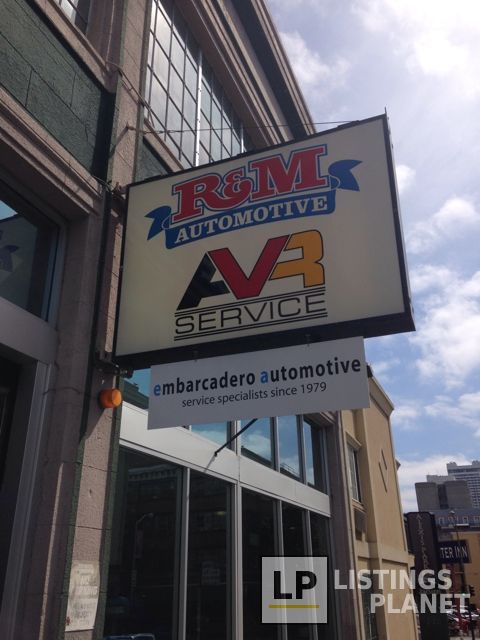 R&M
AUTOMOTIVE
AVR
SERVICE
embarcadero automotive
service specialists since 1979
TER INN
LP LISTINGS
PLANET